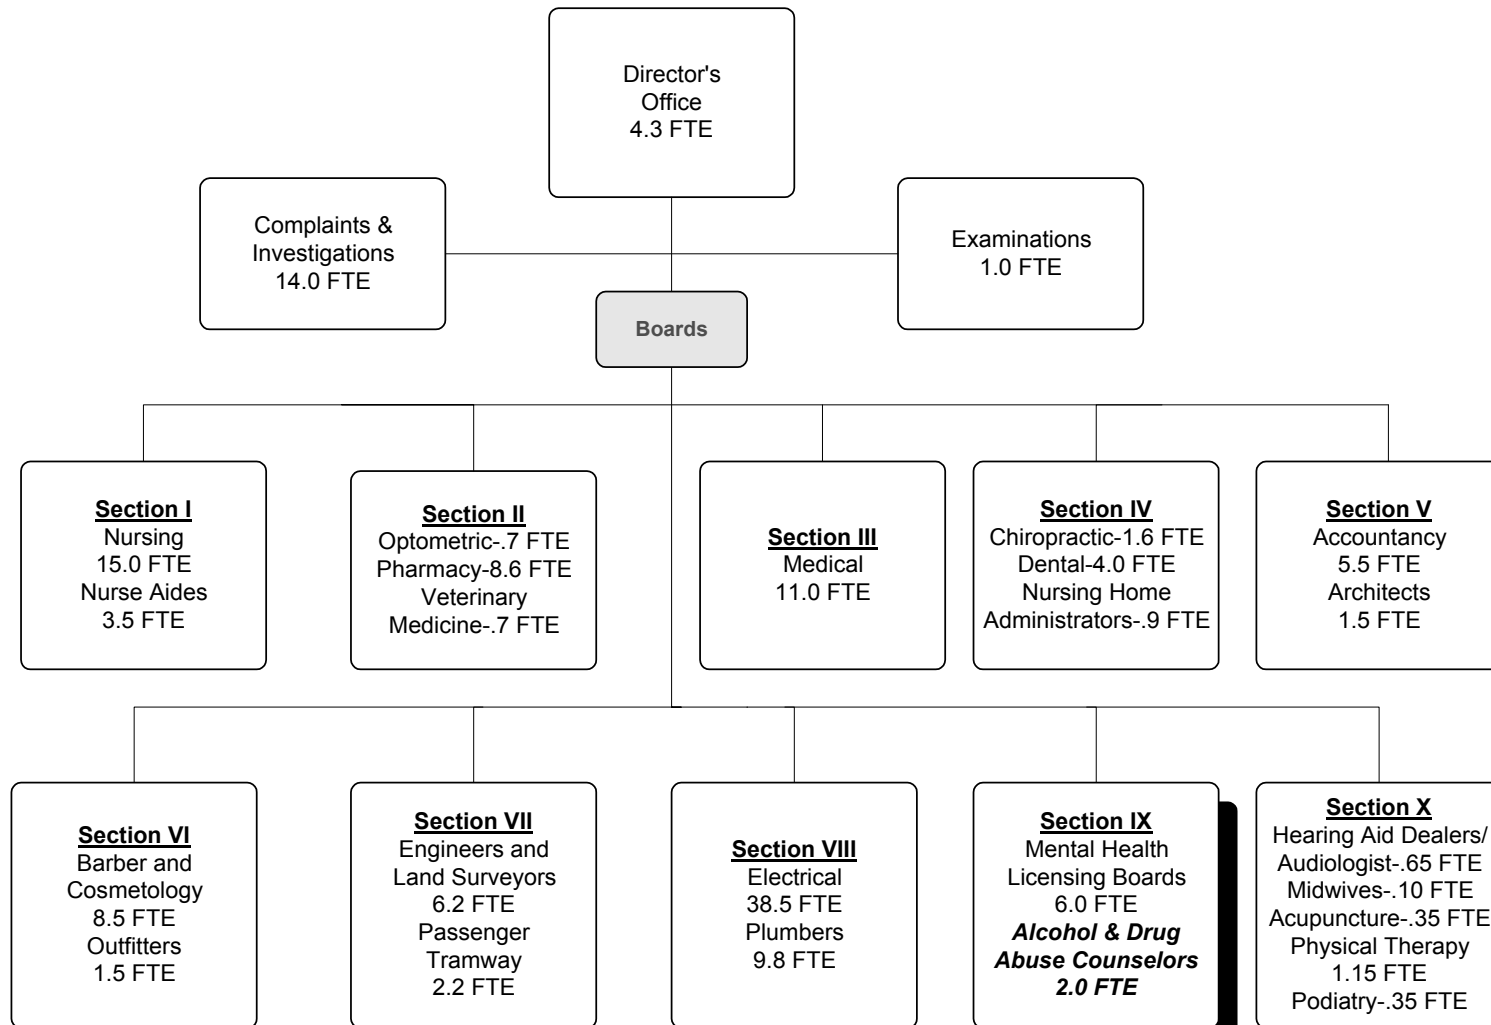 Director's
Office
4.3 FTE
Complaints &
Investigations
14.0 FTE
Examinations
1.0 FTE
Boards
Section I
Nursing
15.0 FTE
Nurse Aides
3.5 FTE
Section II
Optometric-.7 FTE
Pharmacy-8.6 FTE
Veterinary
Medicine-.7 FTE
Section III
Medical
11.0 FTE
Section IV
Chiropractic-1.6 FTE
Dental-4.0 FTE
Nursing Home
Administrators-.9 FTE
Section V
Accountancy
5.5 FTE
Architects
1.5 FTE
Section VI
Barber and
Cosmetology
8.5 FTE
Outfitters
1.5 FTE
Section VII
Engineers and
Land Surveyors
6.2 FTE
Passenger
Tramway
2.2 FTE
Section VIII
Electrical
38.5 FTE
Plumbers
9.8 FTE
Section IX
Mental Health
Licensing Boards
6.0 FTE
Alcohol & Drug
Abuse Counselors
2.0 FTE
Section X
Hearing Aid Dealers/
Audiologist-.65 FTE
Midwives-.10 FTE
Acupuncture-.35 FTE
Physical Therapy
1.15 FTE
Podiatry-.35 FTE